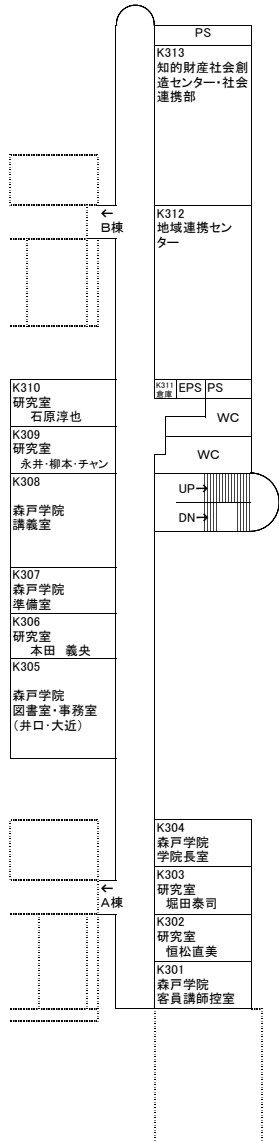 PS
K313
知的財産社会創
造センター・社会
連携部
←
B棟
K312
地域連携セン
ター
K310
研究室
石原淳也
K311
倉庫
EPS
PS
WC
K309
研究室
永井・柳本・チャン
WC
K308
森戸学院
講義室
UP→
DN→
K307
森戸学院
準備室
K306
研究室
本田　義央
K305
森戸学院
図書室・事務室
（井口・大近）
K304
森戸学院
学院長室
←
A棟
K303
研究室
堀田泰司
K302
研究室
恒松直美
K301
森戸学院
客員講師控室